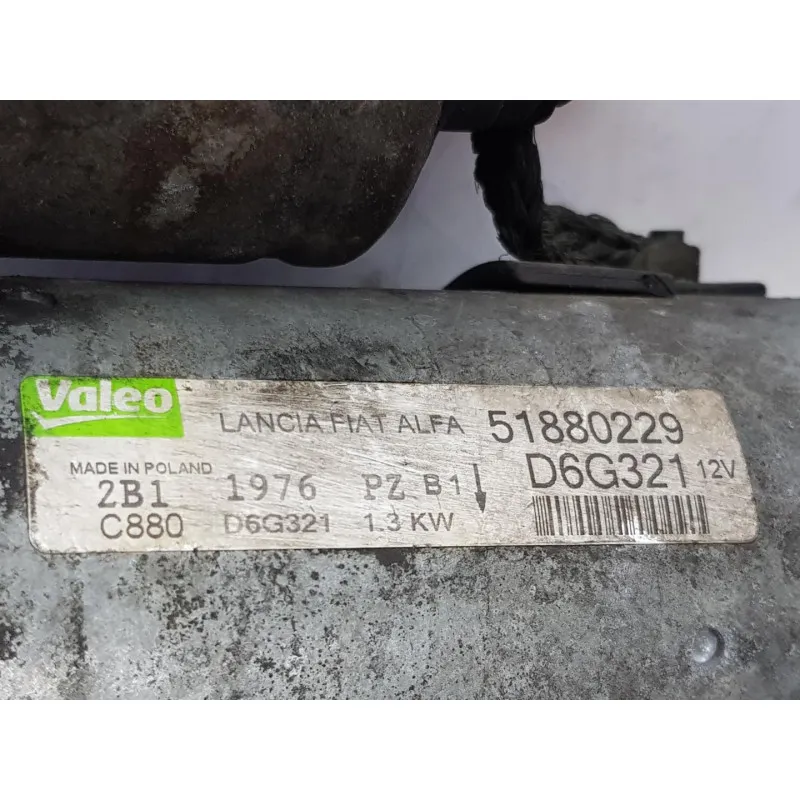 Valeo LANCIA.FIAT ALFA 51880229
MADE IN POLAND D6G321 12V
2B1 1976 PZ B1
C880 D6G321 1.3 KW